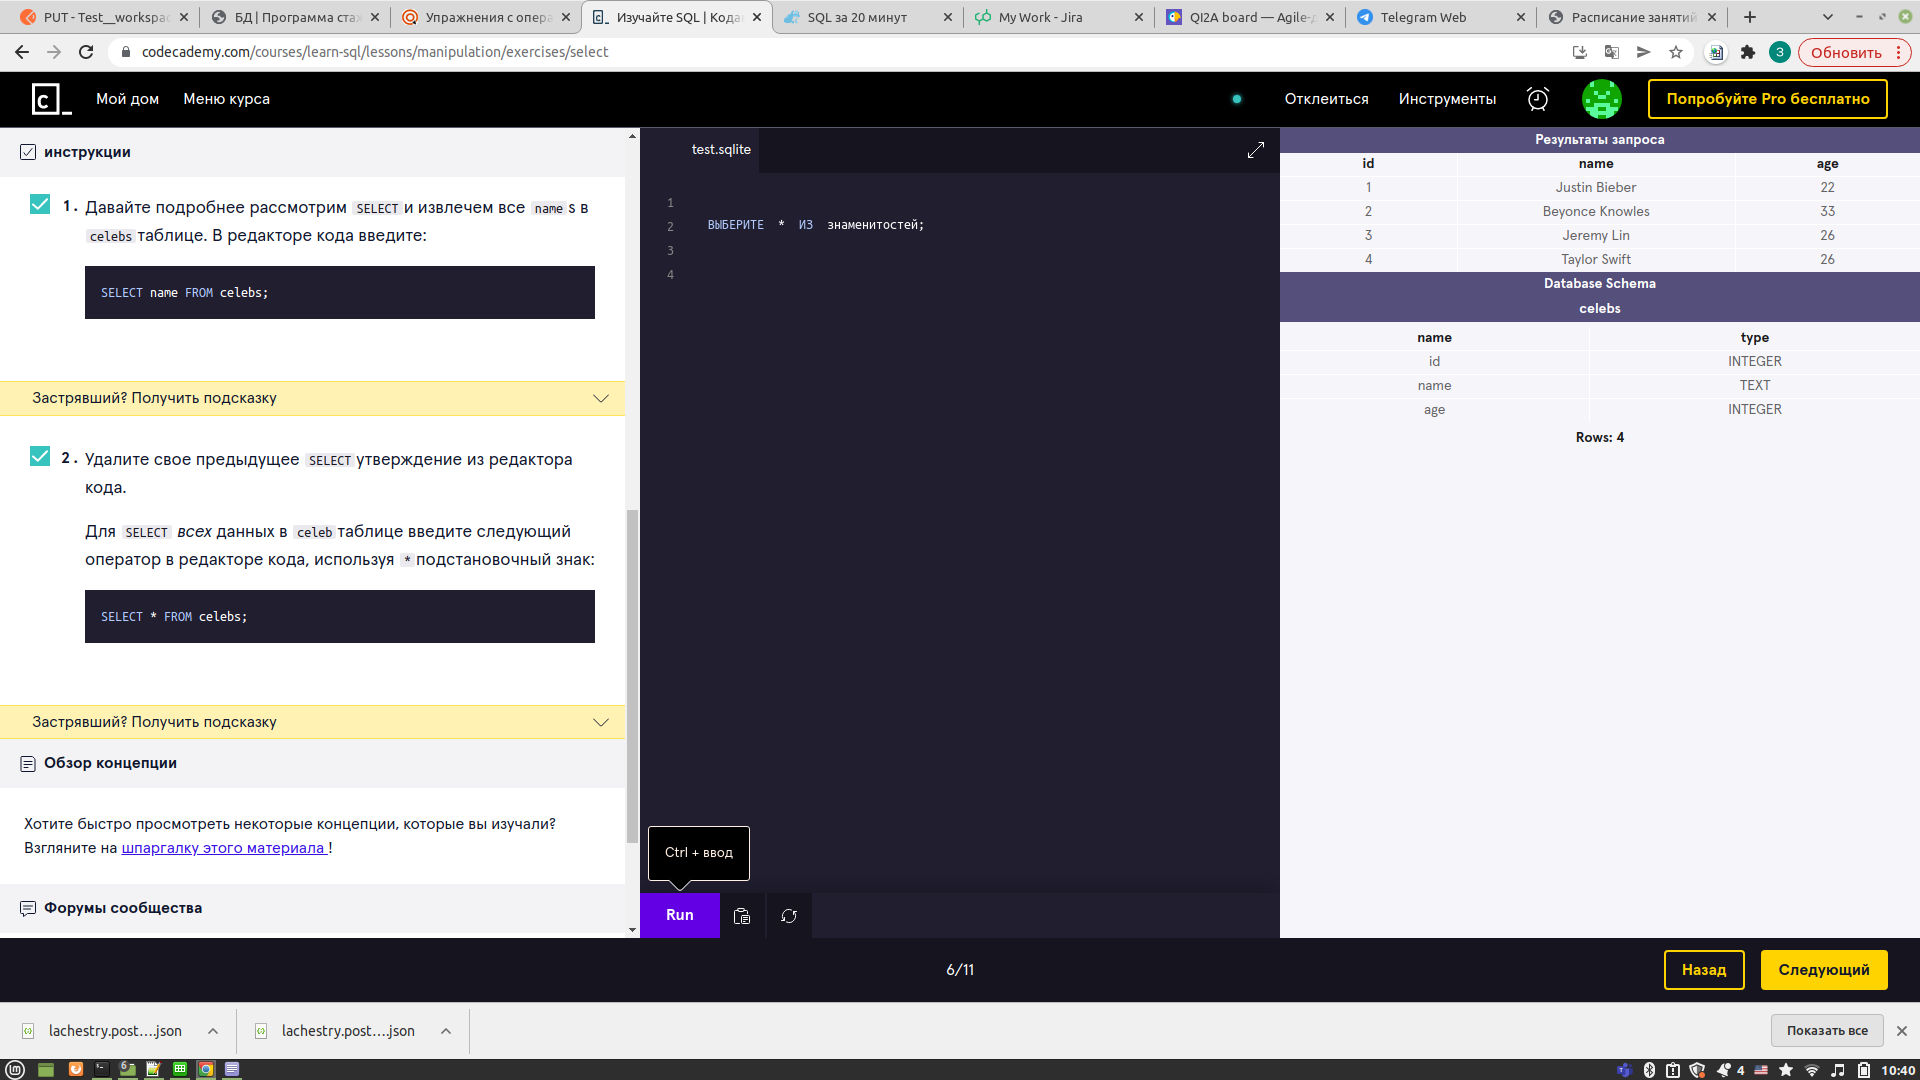 PUT - Test__workspac
БД | Программа ста
Упражнения с опер
Изучайте SQL | Кода
SQL за 20 минут
My Work - Jira
QI2A board — Agile-д
Telegram Web
Расписание занятий
codecademy.com/courses/learn-sql/lessons/manipulation/exercises/select
З
Обновить
c_
Мой дом
Меню курса
Отклеиться
Инструменты
Попробуйте Pro бесплатно
инструкции
1. Давайте подробнее рассмотрим SELECT и извлечем все name s в
celebs таблице. В редакторе кода введите:
SELECT name FROM celebs;
Застрявший? Получить подсказку
2. Удалите свое предыдущее SELECT утверждение из редактора
кода.
Для SELECT всех данных в celeb таблице введите следующий
оператор в редакторе кода, используя * подстановочный знак:
SELECT * FROM celebs;
Застрявший? Получить подсказку
Обзор концепции
Хотите быстро просмотреть некоторые концепции, которые вы изучали?
Взгляните на шпаргалку этого материала !
Форумы сообщества
test.sqlite
1
2 ВЫБЕРИТЕ * ИЗ знаменитостей;
3
4
Ctrl + ввод
Run
Результаты запроса
id name age
1 Justin Bieber 22
2 Beyonce Knowles 33
3 Jeremy Lin 26
4 Taylor Swift 26
Database Schema
celebs
name type
id INTEGER
name TEXT
age INTEGER
Rows: 4
6/11
Назад
Следующий
lachestry.post....json
lachestry.post....json
Показать все
6
4
10:40